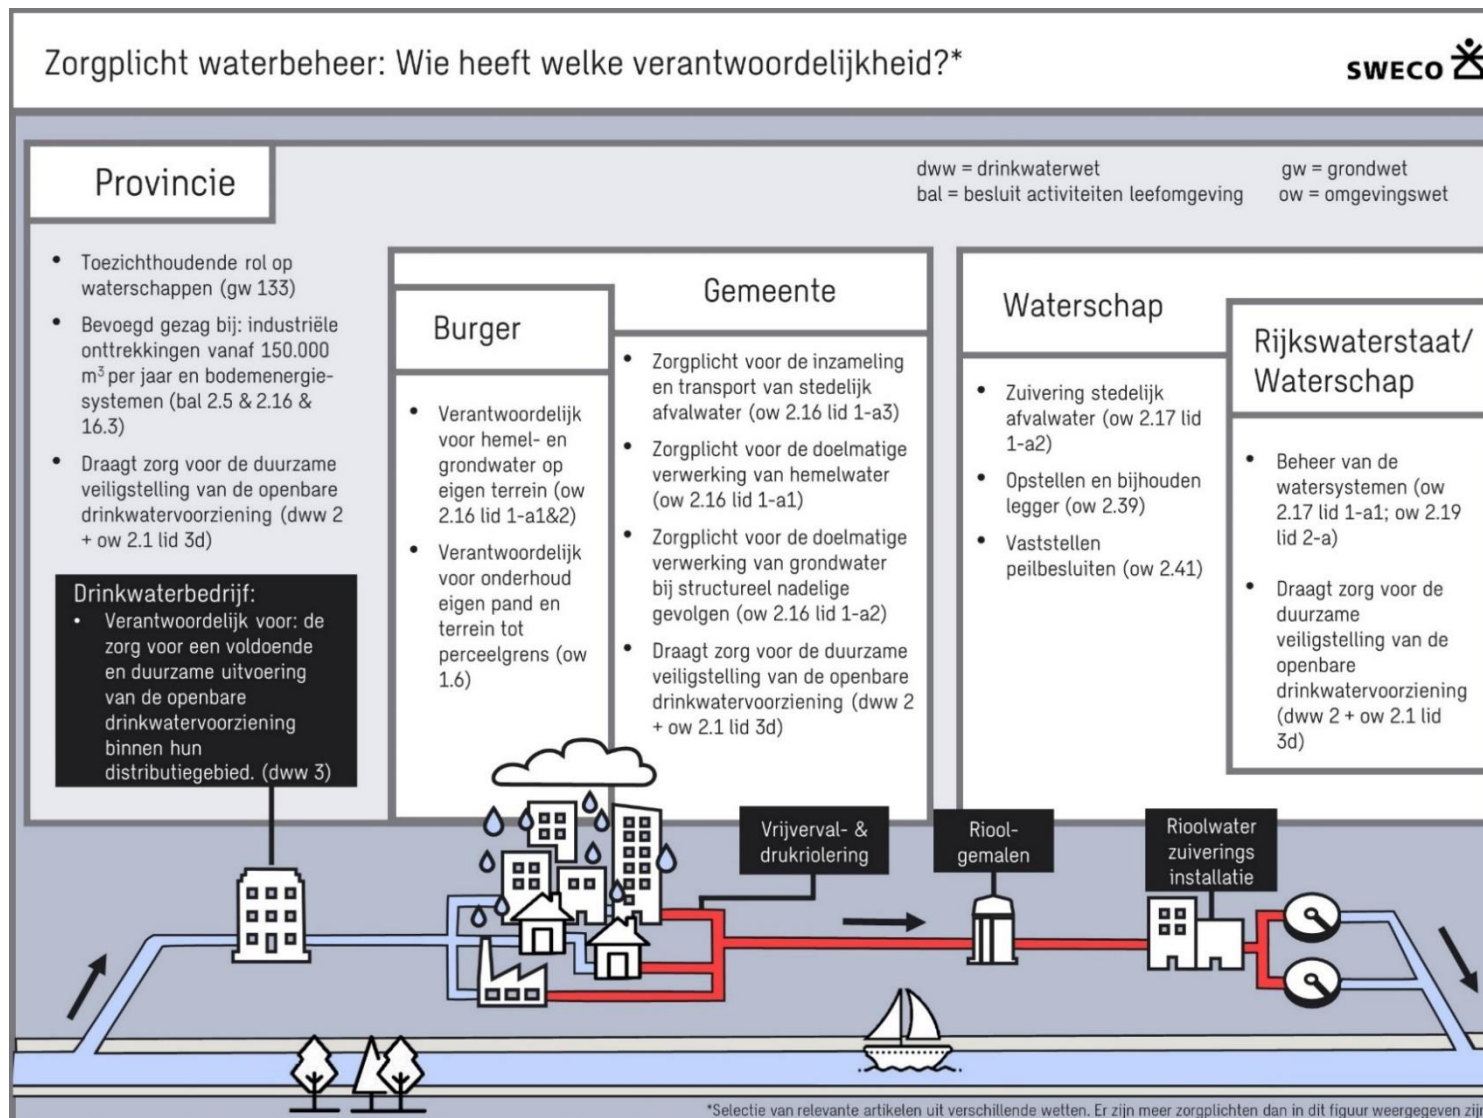 Zorgplicht waterbeheer: Wie heeft welke verantwoordelijkheid?*
SWECO
Provincie
• Toezichthoudende rol op
waterschappen (gw 133)
• Bevoegd gezag bij: industriële
onttrekkingen vanaf 150.000
m³ per jaar en bodemenergie-
systemen (bal 2.5 & 2.16 &
16.3)
• Draagt zorg voor de duurzame
veiligstelling van de openbare
drinkwatervoorziening (dww 2
+ ow 2.1 lid 3d)
Drinkwaterbedrijf:
• Verantwoordelijk voor: de
zorg voor een voldoende
en duurzame uitvoering
van de openbare
drinkwatervoorziening
binnen hun
distributiegebied. (dww 3)
dww = drinkwaterwet
bal = besluit activiteiten leefomgeving
gw = grondwet
ow = omgevingswet
Burger
• Verantwoordelijk
voor hemel- en
grondwater op
eigen terrein (ow
2.16 lid 1-a1&2)
• Verantwoordelijk
voor onderhoud
eigen pand en
terrein tot
perceelgrens (ow
1.6)
Gemeente
• Zorgplicht voor de inzameling
en transport van stedelijk
afvalwater (ow 2.16 lid 1-a3)
• Zorgplicht voor de doelmatige
verwerking van hemelwater
(ow 2.16 lid 1-a1)
• Zorgplicht voor de doelmatige
verwerking van grondwater
bij structureel nadelige
gevolgen (ow 2.16 lid 1-a2)
• Draagt zorg voor de duurzame
veiligstelling van de openbare
drinkwatervoorziening (dww 2
+ ow 2.1 lid 3d)
Waterschap
• Zuivering stedelijk
afvalwater (ow 2.17 lid
1-a2)
• Opstellen en bijhouden
legger (ow 2.39)
• Vaststellen
peilbesluiten (ow 2.41)
Rijkswaterstaat/
Waterschap
• Beheer van de
watersystemen (ow
2.17 lid 1-a1; ow 2.19
lid 2-a)
• Draagt zorg voor de
duurzame
veiligstelling van de
openbare
drinkwatervoorziening
(dww 2 + ow 2.1 lid
3d)
Vrijverval- &
drukriolering
Riool-
gemalen
Rioolwater
zuiverings
installatie
*Selectie van relevante artikelen uit verschillende wetten. Er zijn meer zorgplichten dan in dit figuur weergegeven zijn